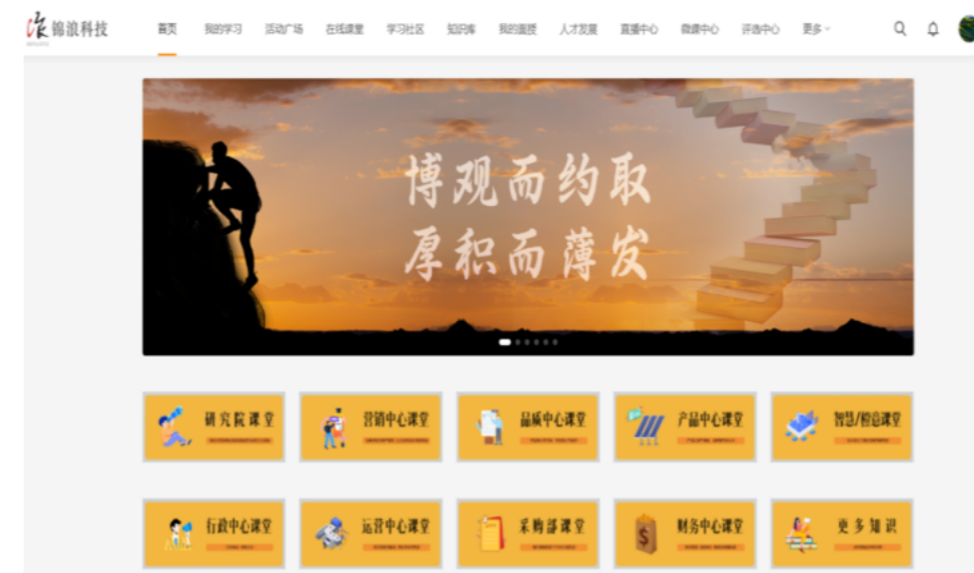 锦浪科技
首页 我的学习 活动广场 在线课堂 学习社区 知识库 我的面授 人才发展 直播中心 微课中心 评选中心 更多
博观而约取
厚积而薄发
研究院课堂 营销中心课堂 品质中心课堂 产品中心课堂 智慧/橙意课堂
行政中心课堂 运营中心课堂 采购部课堂 财务中心课堂 更多知识